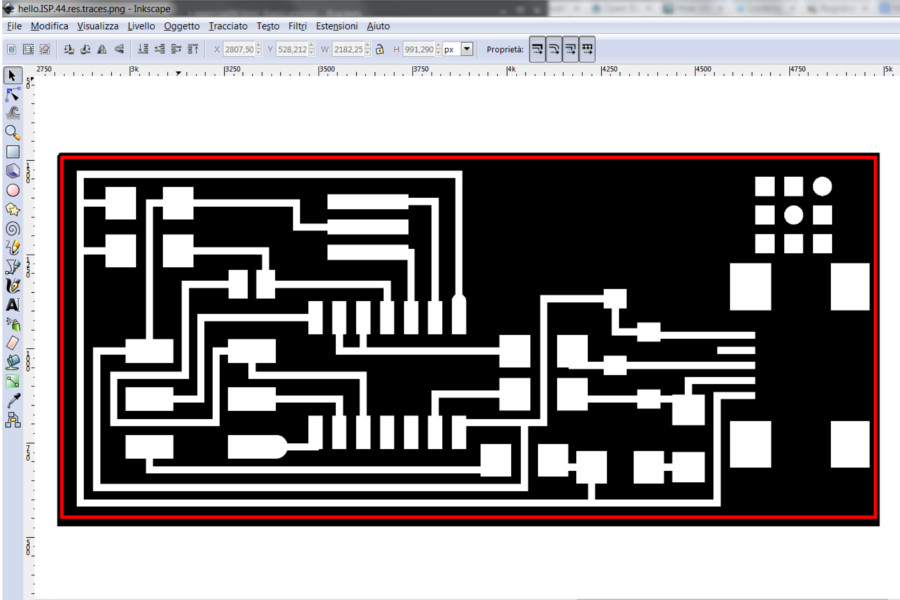 hello.ISP.44.res.traces.png - Inkscape
File Modifica Visualizza Livello Oggetto Tracciato Testo Filtri Estensioni Aiuto
X 2807,50 Y 528,212 W 2182,25 H 991,290 px Proprietà:
2750 3k 3250 3500 3750 4k 4250 4500 4750 5k